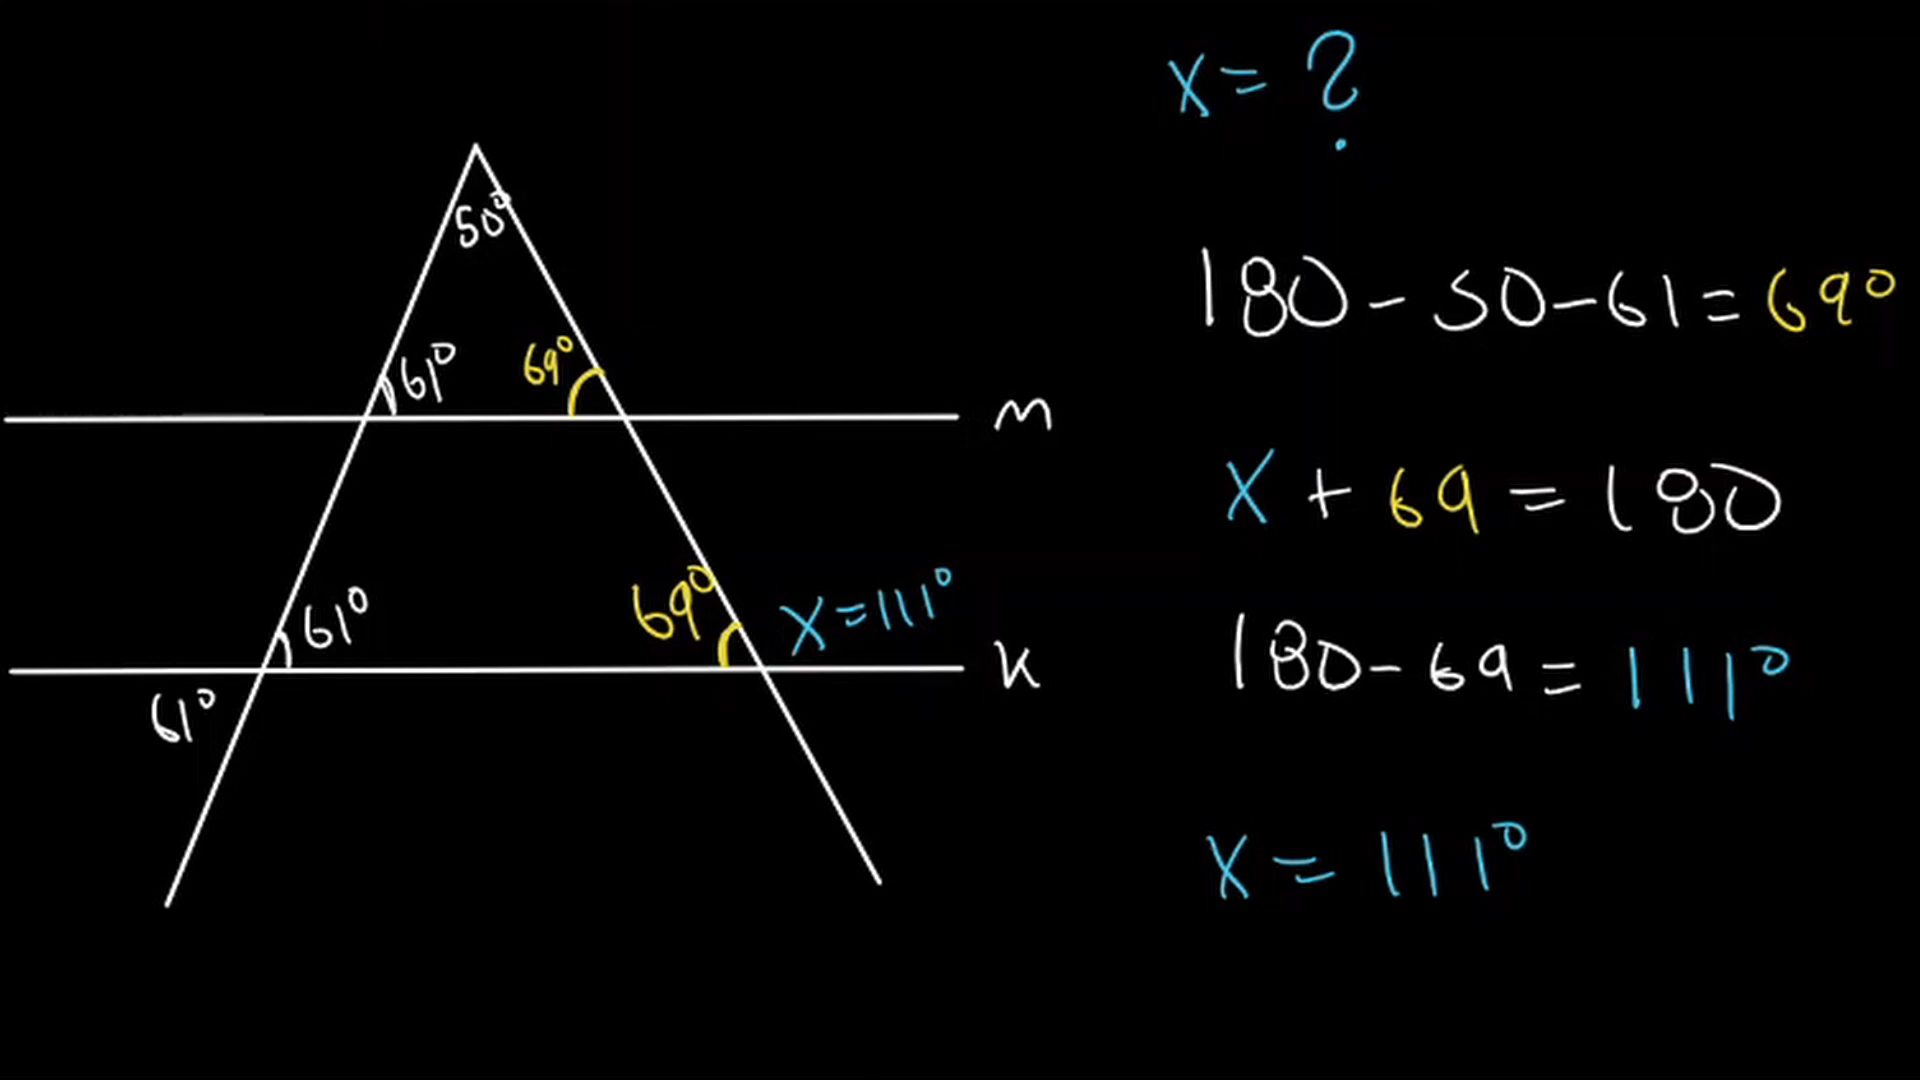 x = ?
50°
180 - 50 - 61 = 69°
61° 69°
m
x + 69 = 180
61° 69° x = 111°
k
180 - 69 = 111°
61°
x = 111°